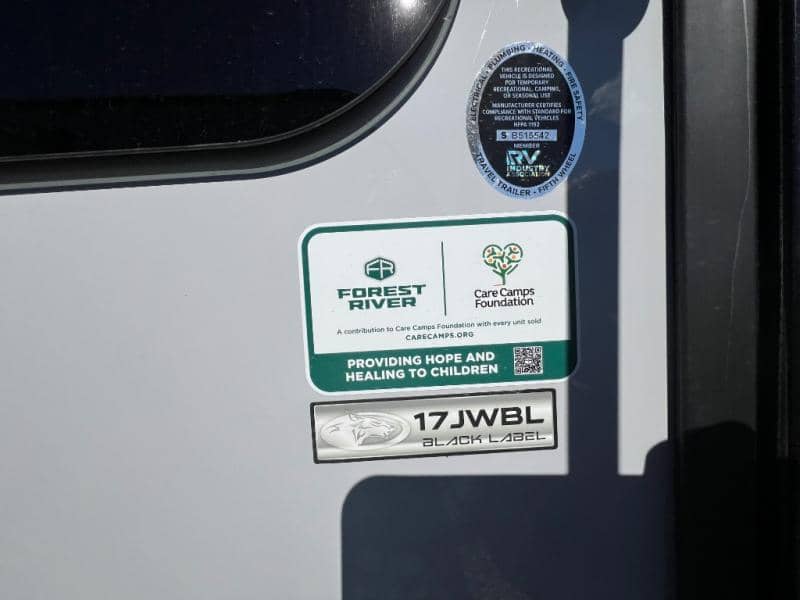 ELECTRICAL · PLUMBING · HEATING · FIRE SAFETY
THIS RECREATIONAL
VEHICLE IS DESIGNED
FOR TEMPORARY
RECREATIONAL, CAMPING,
OR SEASONAL USE
MANUFACTURER CERTIFIES
COMPLIANCE WITH STANDARD FOR
RECREATIONAL VEHICLES
NFPA 1192
MEMBER
RV
INDUSTRY
ASSOCIATION
TRAVEL TRAILER · FIFTH WHEEL
FR
FOREST
RIVER
Care Camps
Foundation
A contribution to Care Camps Foundation with every unit sold
CARECAMPS.ORG
PROVIDING HOPE AND
HEALING TO CHILDREN
17JWBL
BLACK LABEL